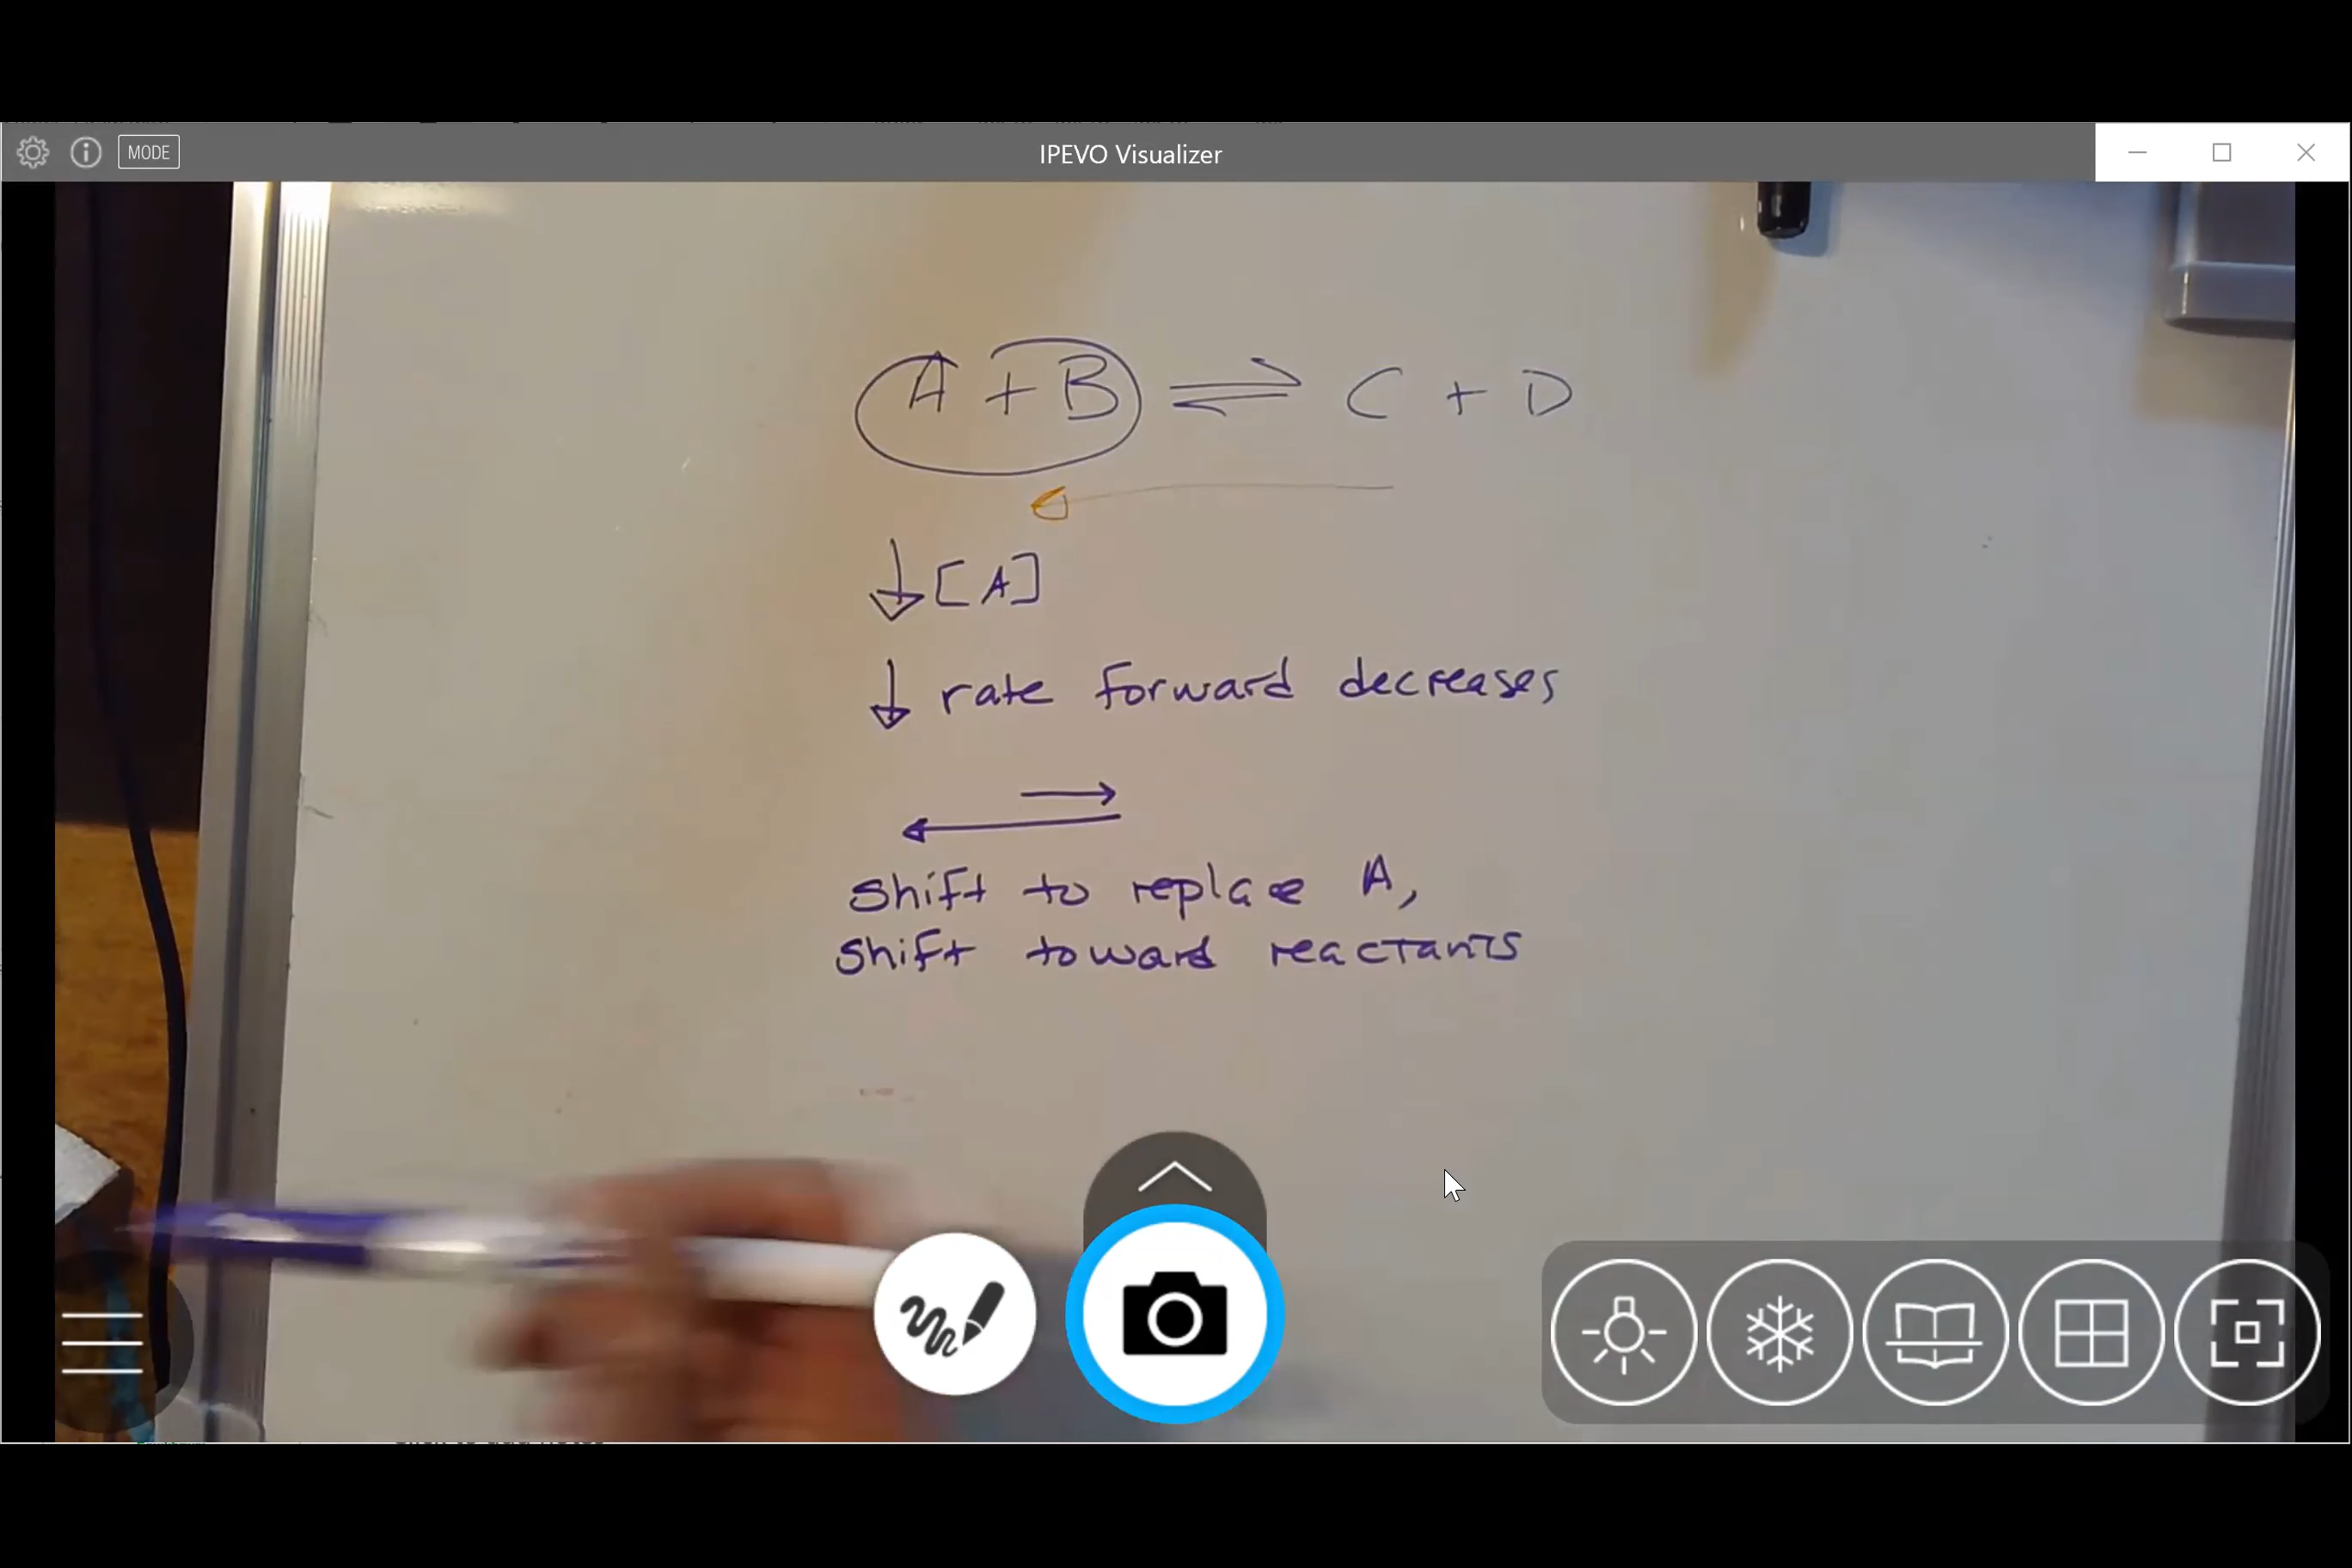 MODE
IPEVO Visualizer
A + B ⇌ C + D
↓ [A]
↓ rate forward decreases
shift to replace A,
shift toward reactants